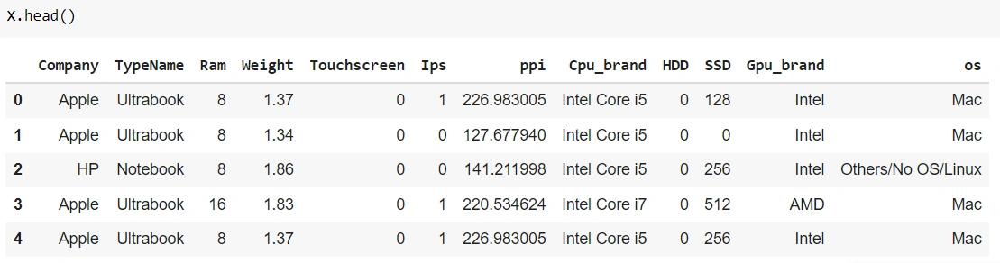 X.head()
Company TypeName Ram Weight Touchscreen Ips ppi Cpu_brand HDD SSD Gpu_brand os
0 Apple Ultrabook 8 1.37 0 1 226.983005 Intel Core i5 0 128 Intel Mac
1 Apple Ultrabook 8 1.34 0 0 127.677940 Intel Core i5 0 0 Intel Mac
2 HP Notebook 8 1.86 0 0 141.211998 Intel Core i5 0 256 Intel Others/No OS/Linux
3 Apple Ultrabook 16 1.83 0 1 220.534624 Intel Core i7 0 512 AMD Mac
4 Apple Ultrabook 8 1.37 0 1 226.983005 Intel Core i5 0 256 Intel Mac